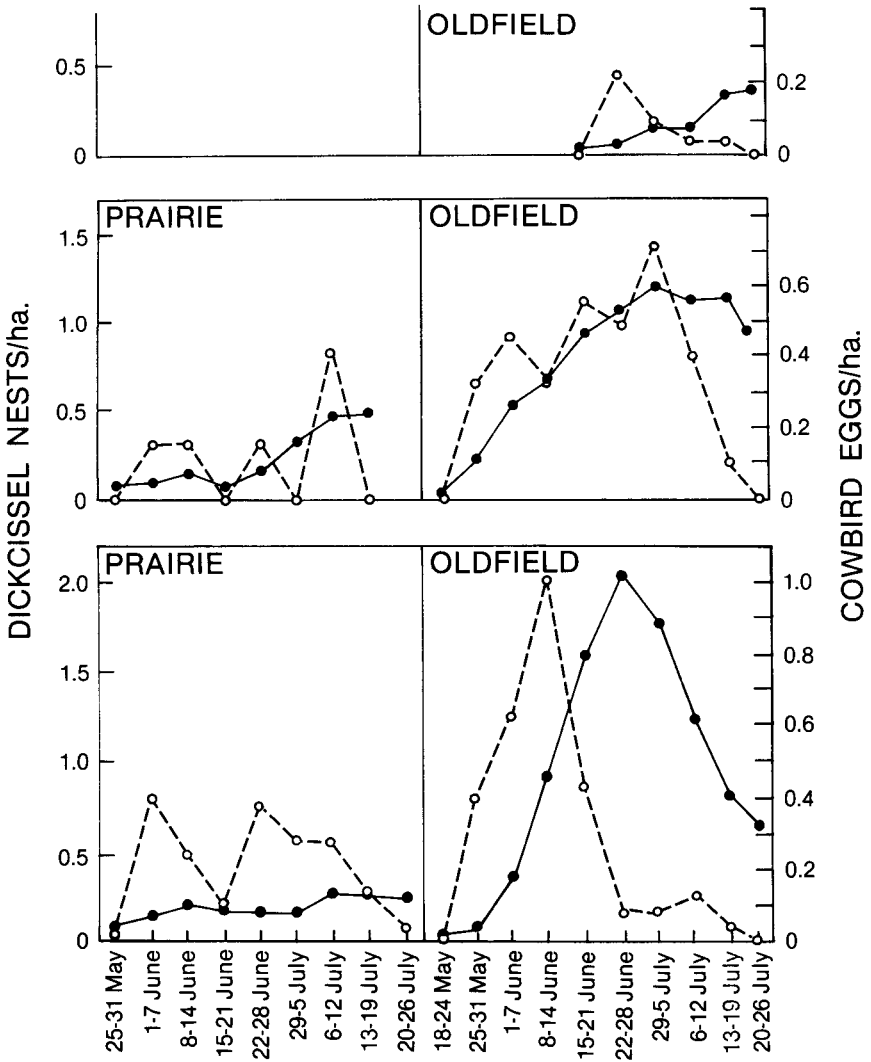 OLDFIELD
0.5
0
0.2
0
PRAIRIE
OLDFIELD
1.5
1.0
0.5
0
0.6
0.4
0.2
0
PRAIRIE
OLDFIELD
2.0
1.5
1.0
0.5
0
1.0
0.8
0.6
0.4
0.2
0
DICKCISSEL NESTS/ha.
COWBIRD EGGS/ha.
25-31 May
1-7 June
8-14 June
15-21 June
22-28 June
29-5 July
6-12 July
13-19 July
20-26 July
18-24 May
25-31 May
1-7 June
8-14 June
15-21 June
22-28 June
29-5 July
6-12 July
13-19 July
20-26 July